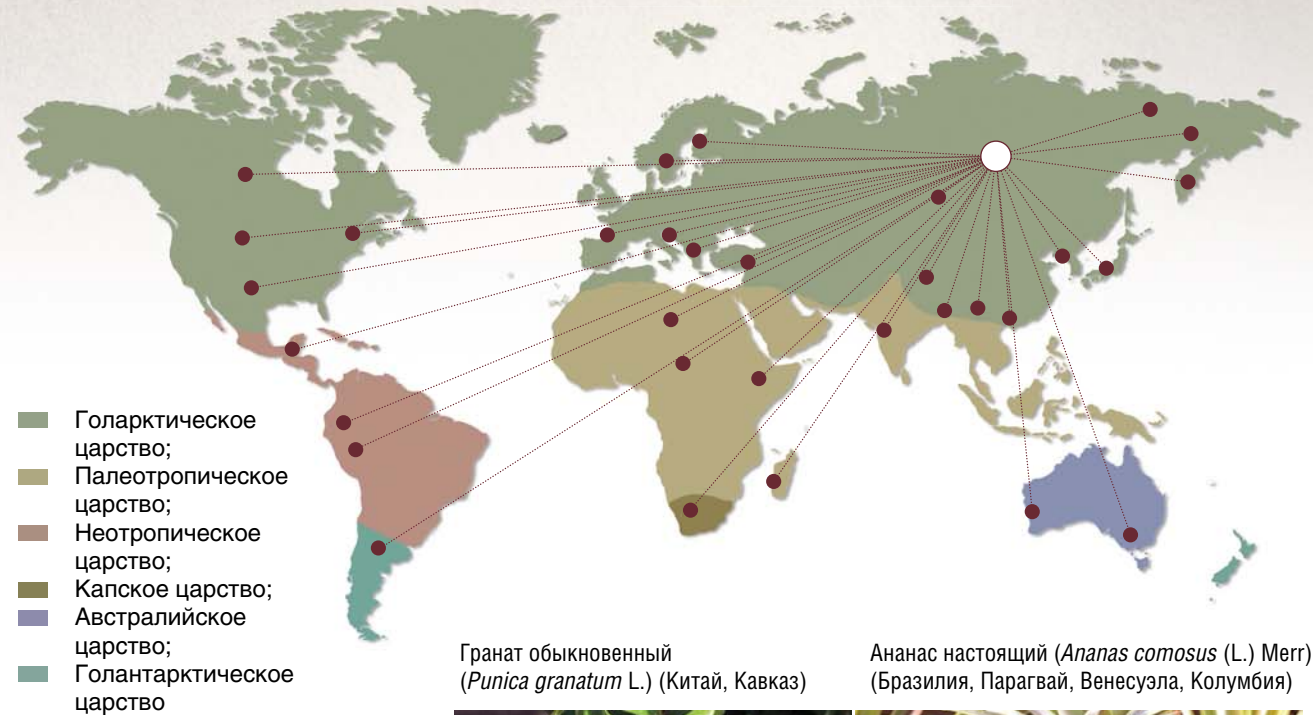 Голарктическое
царство;
Палеотропическое
царство;
Неотропическое
царство;
Капское царство;
Австралийское
царство;
Голантарктическое
царство
Гранат обыкновенный
(Punica granatum L.) (Китай, Кавказ)
Ананас настоящий (Ananas comosus (L.) Merr)
(Бразилия, Парагвай, Венесуэла, Колумбия)